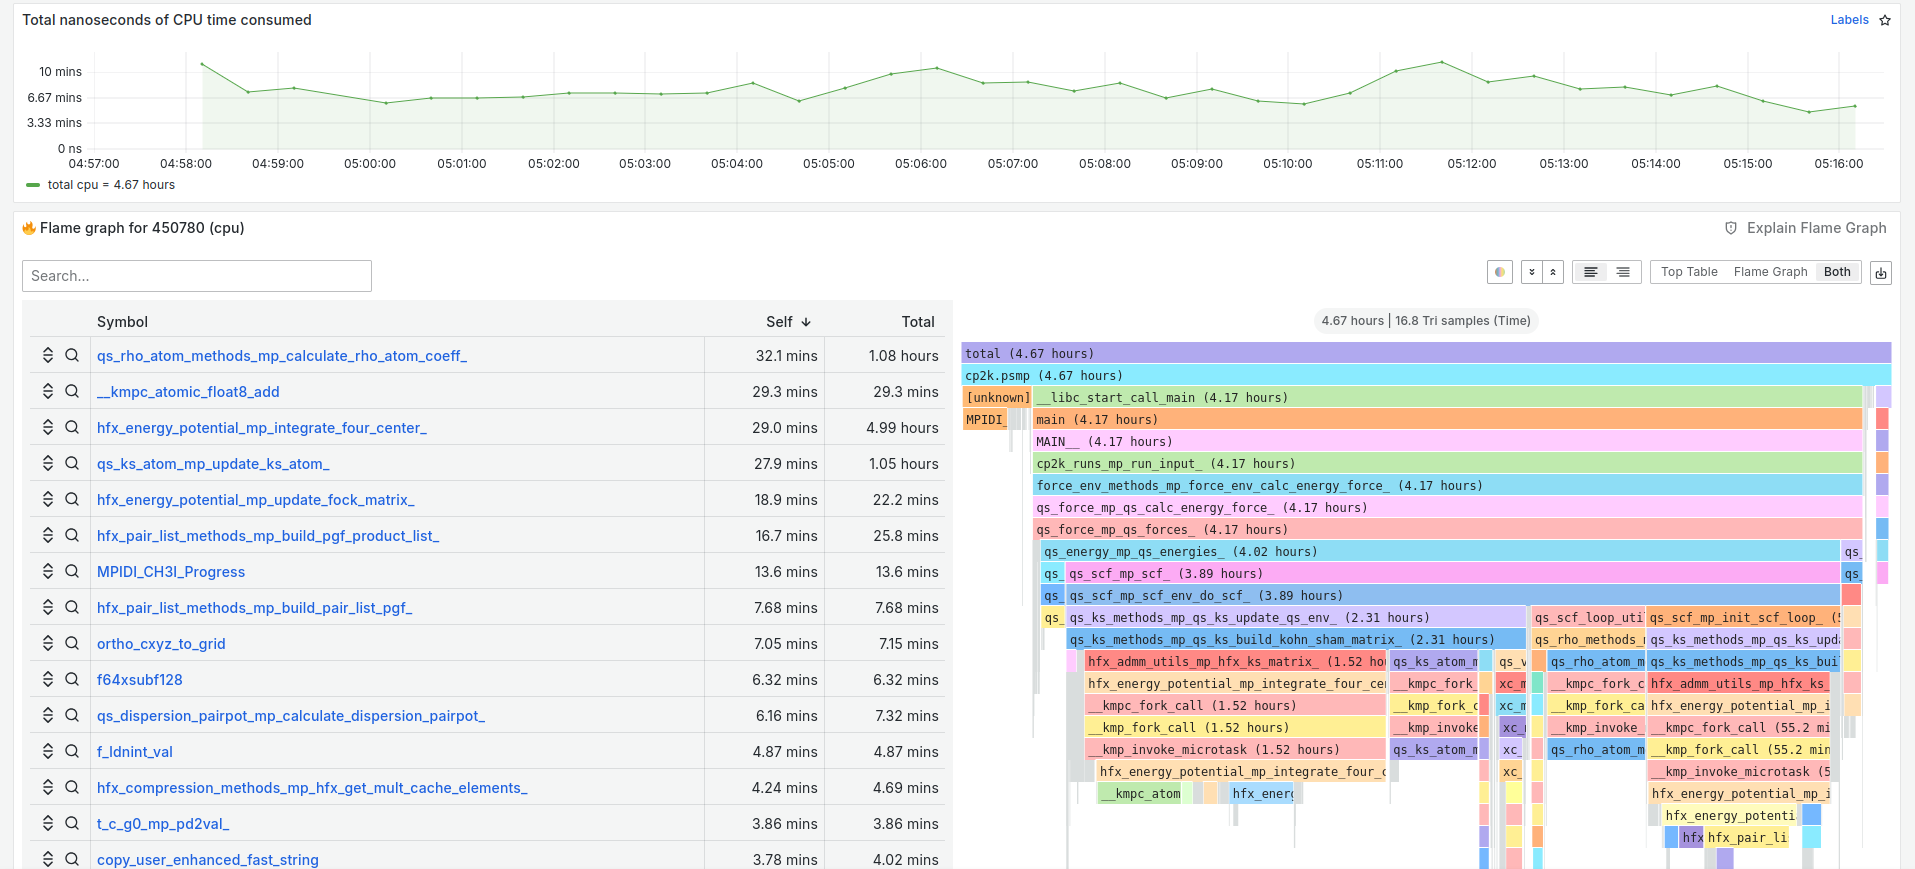 Total nanoseconds of CPU time consumed
Labels
10 mins
6.67 mins
3.33 mins
0 ns
04:57:00 04:58:00 04:59:00 05:00:00 05:01:00 05:02:00 05:03:00 05:04:00 05:05:00 05:06:00 05:07:00 05:08:00 05:09:00 05:10:00 05:11:00 05:12:00 05:13:00 05:14:00 05:15:00 05:16:00
total cpu = 4.67 hours
Flame graph for 450780 (cpu)
Explain Flame Graph
Search...
Top Table Flame Graph Both
Symbol Self Total
qs_rho_atom_methods_mp_calculate_rho_atom_coeff_ 32.1 mins 1.08 hours
__kmpc_atomic_float8_add 29.3 mins 29.3 mins
hfx_energy_potential_mp_integrate_four_center_ 29.0 mins 4.99 hours
qs_ks_atom_mp_update_ks_atom_ 27.9 mins 1.05 hours
hfx_energy_potential_mp_update_fock_matrix_ 18.9 mins 22.2 mins
hfx_pair_list_methods_mp_build_pgf_product_list_ 16.7 mins 25.8 mins
MPIDI_CH3I_Progress 13.6 mins 13.6 mins
hfx_pair_list_methods_mp_build_pair_list_pgf_ 7.68 mins 7.68 mins
ortho_cxyz_to_grid 7.05 mins 7.15 mins
f64xsubf128 6.32 mins 6.32 mins
qs_dispersion_pairpot_mp_calculate_dispersion_pairpot_ 6.16 mins 7.32 mins
f_ldnint_val 4.87 mins 4.87 mins
hfx_compression_methods_mp_hfx_get_mult_cache_elements_ 4.24 mins 4.69 mins
t_c_g0_mp_pd2val_ 3.86 mins 3.86 mins
copy_user_enhanced_fast_string 3.78 mins 4.02 mins
4.67 hours | 16.8 Tri samples (Time)
total (4.67 hours)
cp2k.psmp (4.67 hours)
[unknown] __libc_start_call_main (4.17 hours)
MPIDI_ main (4.17 hours)
MAIN__ (4.17 hours)
cp2k_runs_mp_run_input_ (4.17 hours)
force_env_methods_mp_force_env_calc_energy_force_ (4.17 hours)
qs_force_mp_qs_calc_energy_force_ (4.17 hours)
qs_force_mp_qs_forces_ (4.17 hours)
qs_energy_mp_qs_energies_ (4.02 hours) qs_
qs_ qs_scf_mp_scf_ (3.89 hours) qs_
qs_ qs_scf_mp_scf_env_do_scf_ (3.89 hours)
qs_ qs_ks_methods_mp_qs_ks_update_qs_env_ (2.31 hours) qs_scf_loop_uti qs_scf_mp_init_scf_loop_ (5
qs_ks_methods_mp_qs_ks_build_kohn_sham_matrix_ (2.31 hours) qs_rho_methods_m qs_ks_methods_mp_qs_ks_upda
hfx_admm_utils_mp_hfx_ks_matrix_ (1.52 hou qs_ks_atom_m qs_v qs_rho_atom_m qs_ks_methods_mp_qs_ks_buil
hfx_energy_potential_mp_integrate_four_cen __kmpc_fork_ xc_m __kmpc_fork_c hfx_admm_utils_mp_hfx_ks_
__kmpc_fork_call (1.52 hours) __kmp_fork_c xc_m __kmp_fork_ca hfx_energy_potential_mp_i
__kmp_fork_call (1.52 hours) __kmp_invoke xc_ __kmp_invoke_ __kmpc_fork_call (55.2 mi
__kmp_invoke_microtask (1.52 hours) qs_ks_atom_m xc_ qs_rho_atom_m __kmp_fork_call (55.2 min
hfx_energy_potential_mp_integrate_four_c xc_ __kmp_invoke_microtask (5
__kmpc_atom hfx_energ hfx_energy_potential_mp_i
hfx_energy_potenti
hfx hfx_pair_li